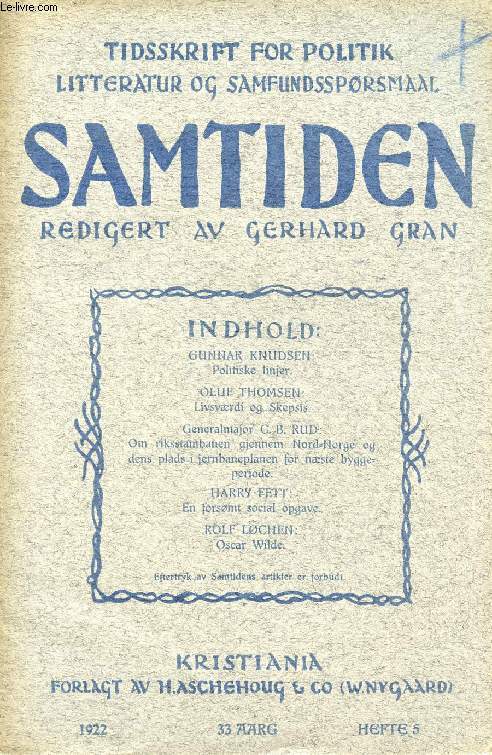 Le-livre.com
TIDSSKRIFT FOR POLITIK
LITTERATUR OG SAMFUNDSSPØRSMAAL
SAMTIDEN
REDIGERT AV GERHARD GRAN
INDHOLD:
GUNNAR KNUDSEN:
Politiske linjer.
OLUF THOMSEN:
Livsværdi og Skepsis
Generalmajor G. B. RUD:
Om riksstambanen gjennem Nord-Norge og
dens plads i jernbaneplanen for næste bygge-
periode.
HARRY FETT:
En forsømt social opgave.
ROLF LØCHEN:
Oscar Wilde.
Eftertryk av Samtidens artikler er forbudt
KRISTIANIA
FORLAGT AV H. ASCHEHOUG & CO (W. NYGAARD)
1922 33 AARG HEFTE 5